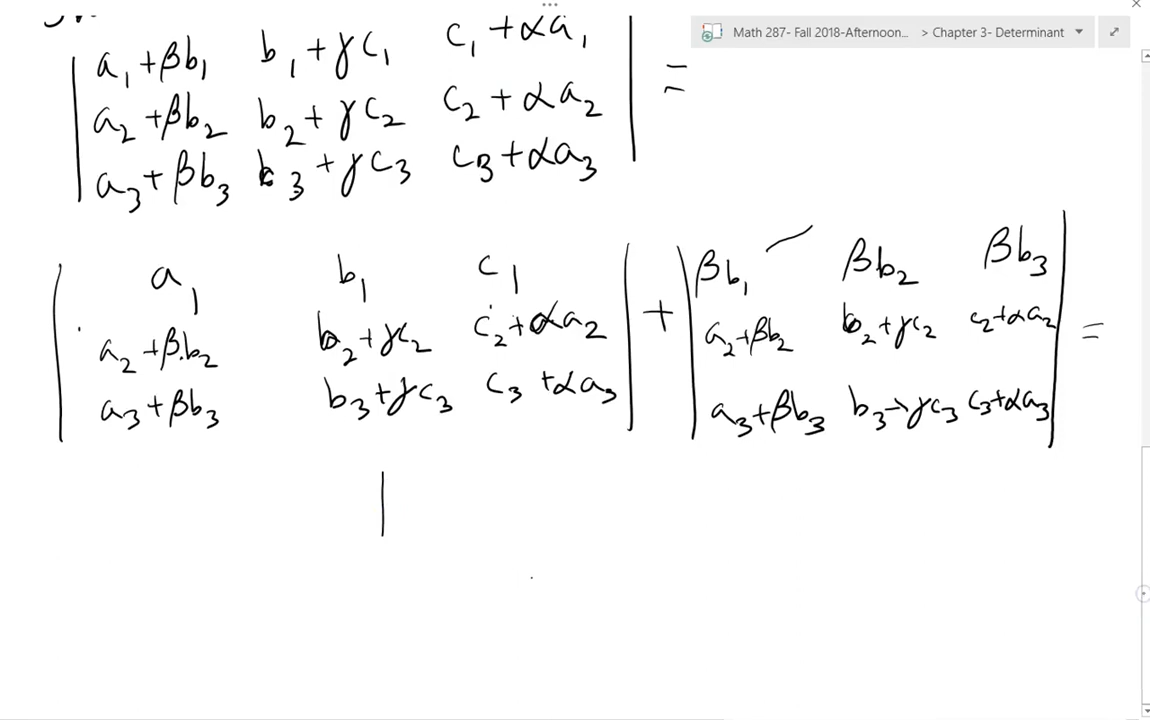 Math 287- Fall 2018-Afternoon... > Chapter 3- Determinant
| a₁+βb₁ b₁+γc₁ c₁+αa₁ | =
| a₂+βb₂ b₂+γc₂ c₂+αa₂ |
| a₃+βb₃ b₃+γc₃ c₃+αa₃ |
| a₁ b₁ c₁ | + | βb₁ βb₂ βb₃ | =
| a₂+βb₂ b₂+γc₂ c₂+αa₂ | | a₂+βb₂ b₂+γc₂ c₂+αa₂ |
| a₃+βb₃ b₃+γc₃ c₃+αa₃ | | a₃+βb₃ b₃→γc₃ c₃+αa₃ |
|